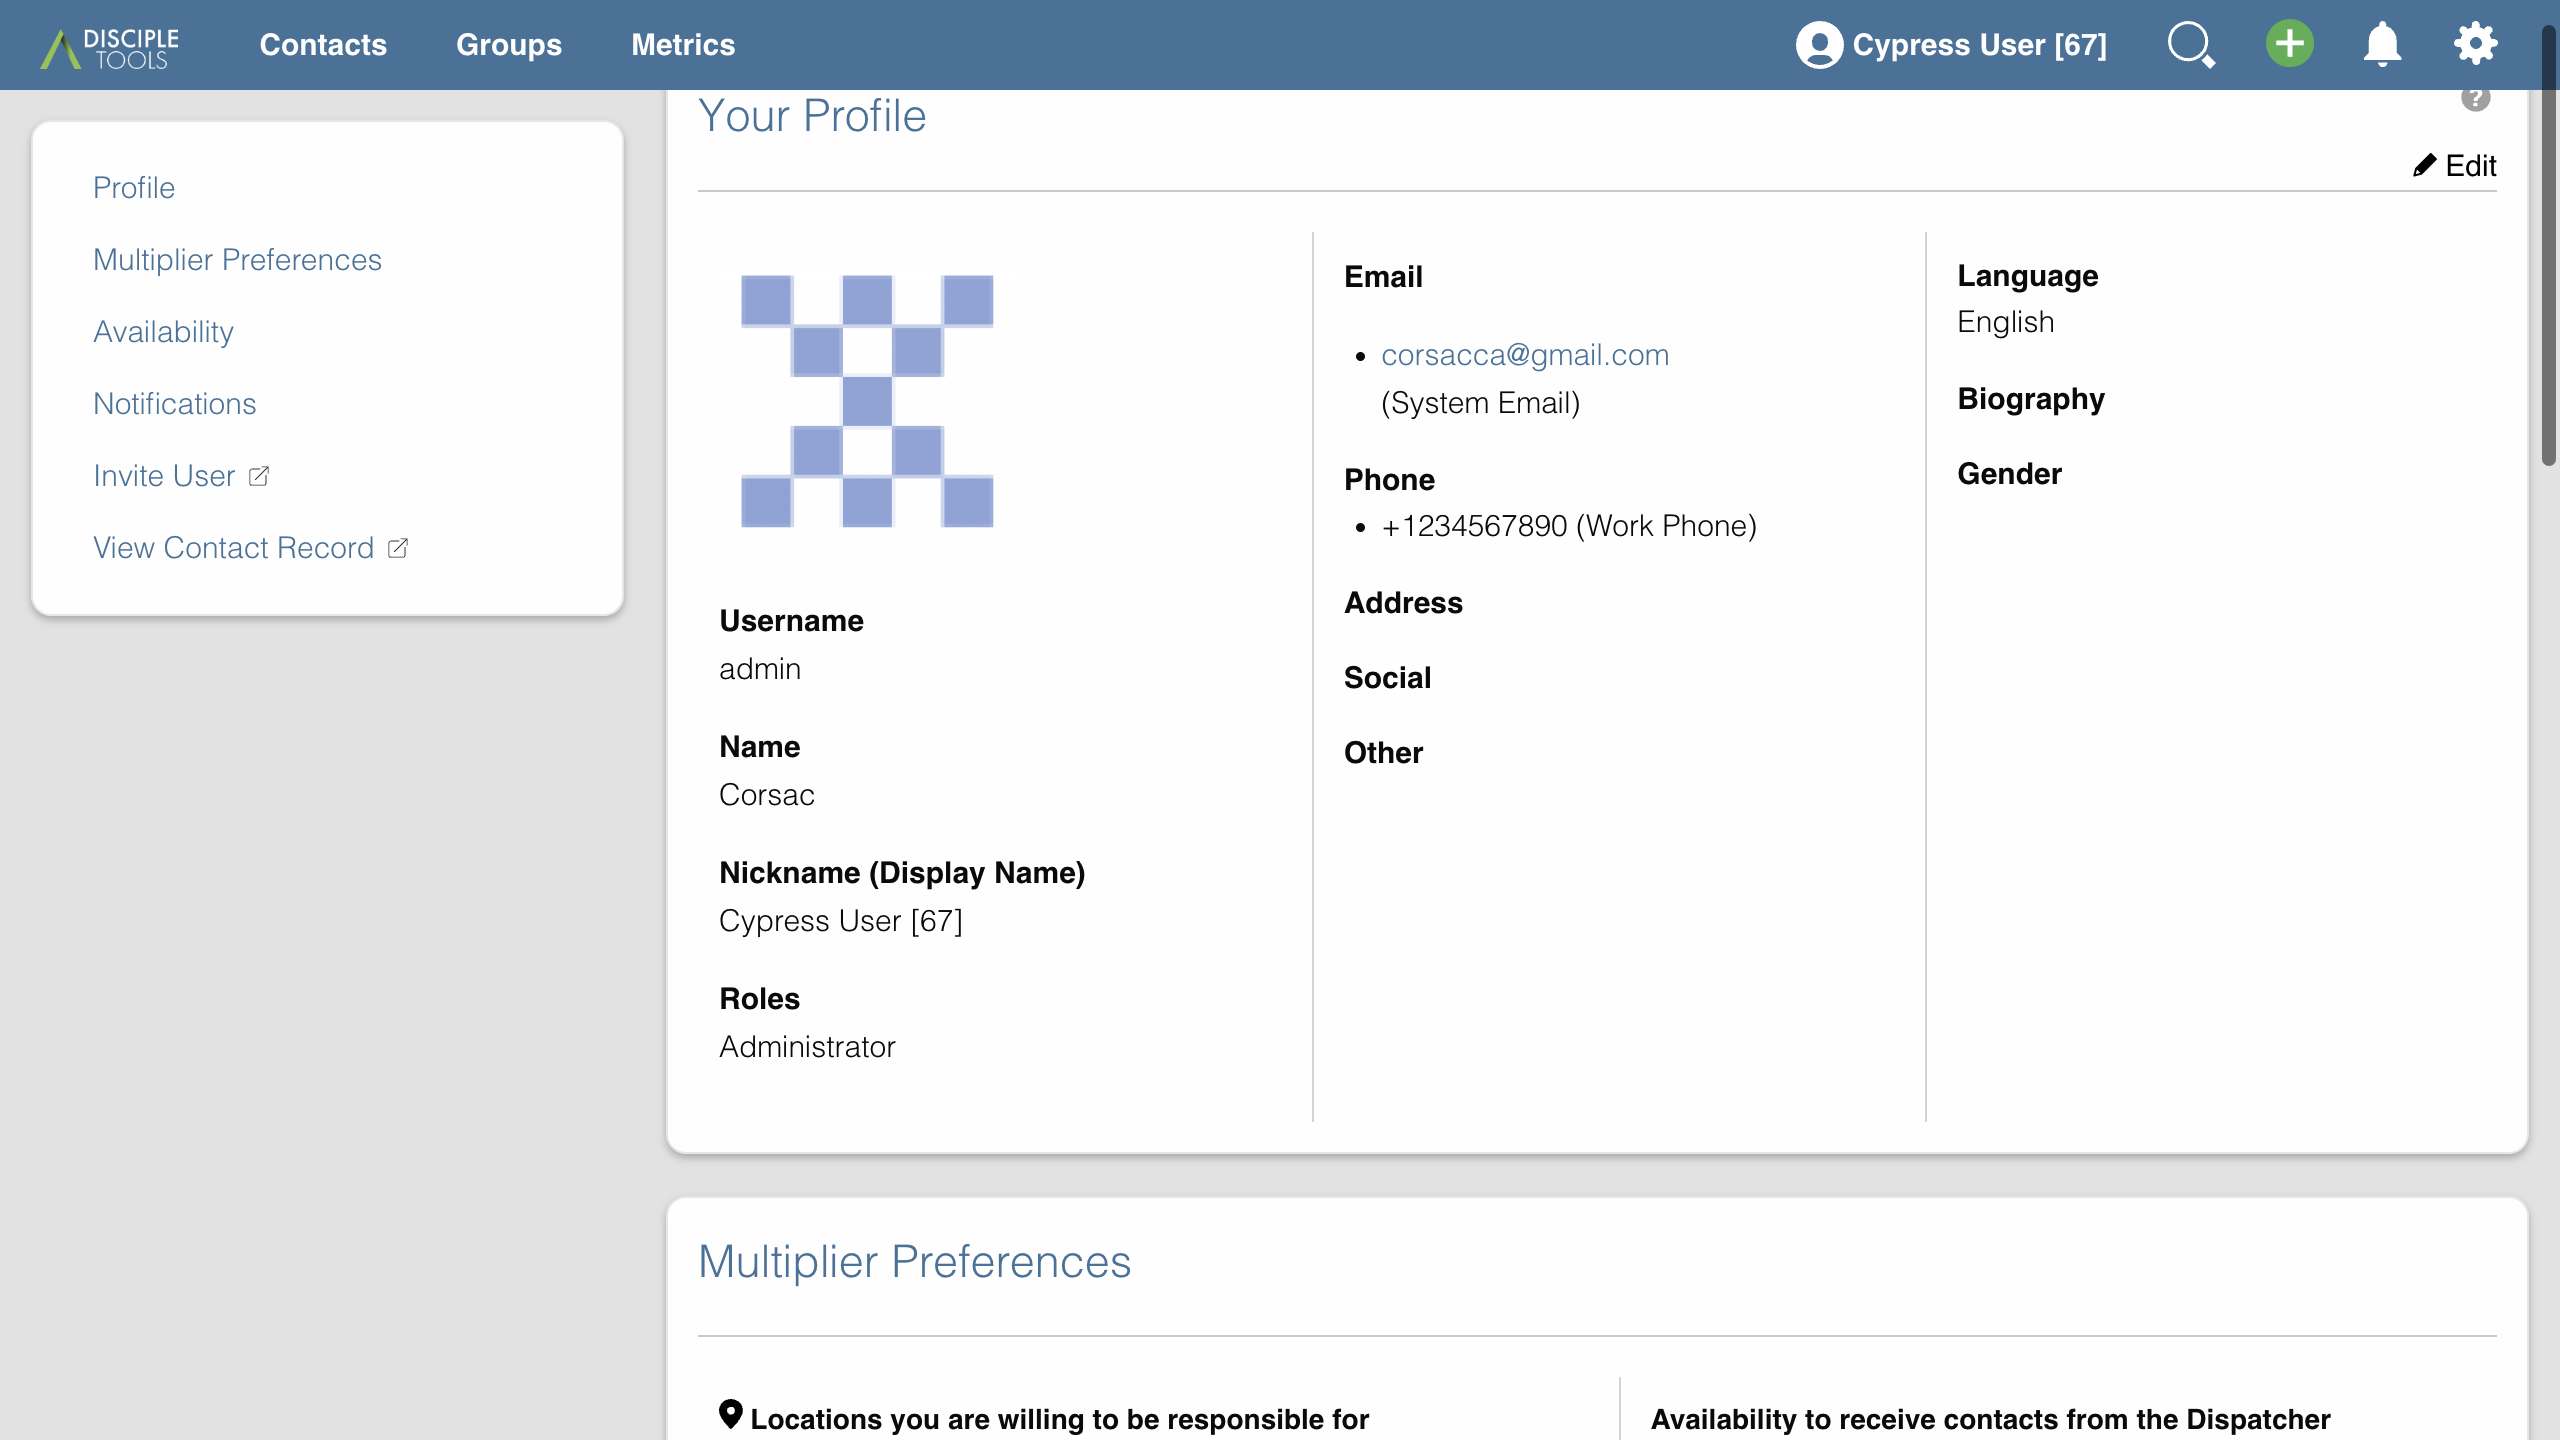 DISCIPLE
TOOLS
Contacts
Groups
Metrics
Cypress User [67]
Profile
Multiplier Preferences
Availability
Notifications
Invite User
View Contact Record
Your Profile
?
Edit
Username
admin
Name
Corsac
Nickname (Display Name)
Cypress User [67]
Roles
Administrator
Email
• corsacca@gmail.com
(System Email)
Phone
• +1234567890 (Work Phone)
Address
Social
Other
Language
English
Biography
Gender
Multiplier Preferences
Locations you are willing to be responsible for
Availability to receive contacts from the Dispatcher